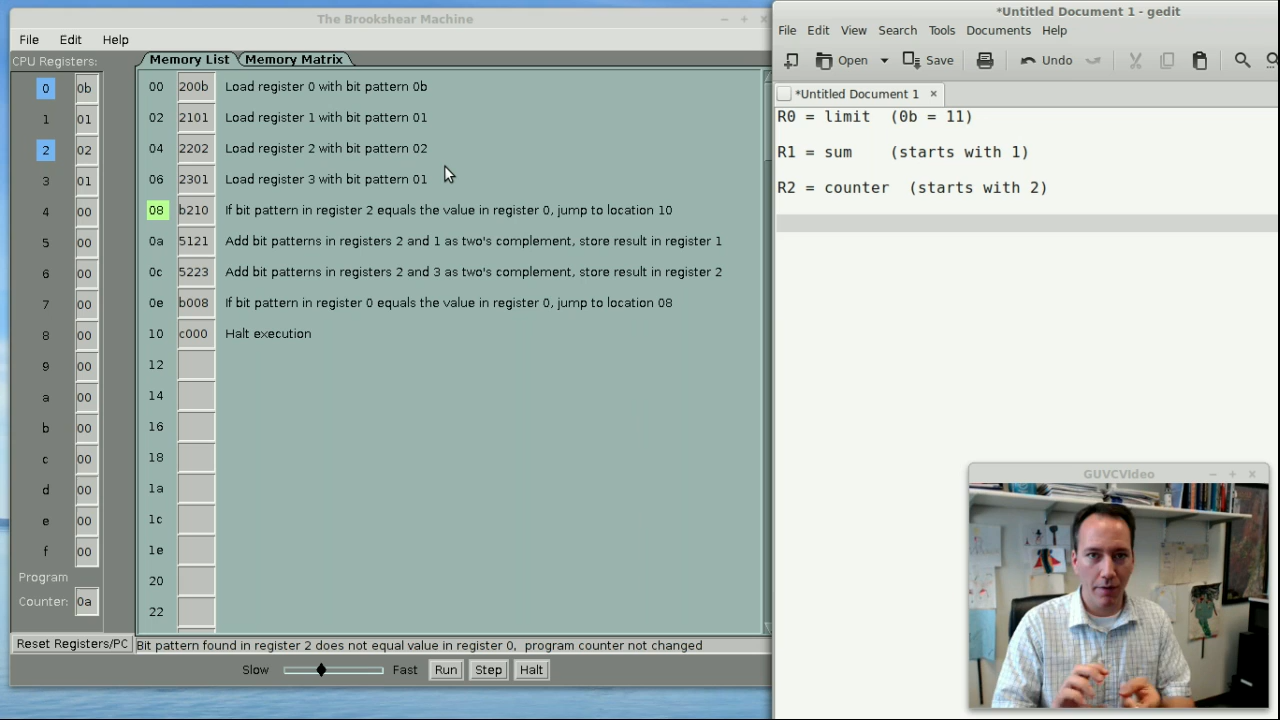 The Brookshear Machine
File Edit Help
CPU Registers:
0 0b
1 01
2 02
3 01
4 00
5 00
6 00
7 00
8 00
9 00
a 00
b 00
c 00
d 00
e 00
f 00
Program
Counter: 0a
Reset Registers/PC
Memory List Memory Matrix
00 200b Load register 0 with bit pattern 0b
02 2101 Load register 1 with bit pattern 01
04 2202 Load register 2 with bit pattern 02
06 2301 Load register 3 with bit pattern 01
08 b210 If bit pattern in register 2 equals the value in register 0, jump to location 10
0a 5121 Add bit patterns in registers 2 and 1 as two's complement, store result in register 1
0c 5223 Add bit patterns in registers 2 and 3 as two's complement, store result in register 2
0e b008 If bit pattern in register 0 equals the value in register 0, jump to location 08
10 c000 Halt execution
12
14
16
18
1a
1c
1e
20
22
Bit pattern found in register 2 does not equal value in register 0, program counter not changed
Slow Fast Run Step Halt
*Untitled Document 1 - gedit
File Edit View Search Tools Documents Help
Open Save Undo
*Untitled Document 1 ×
R0 = limit (0b = 11)
R1 = sum (starts with 1)
R2 = counter (starts with 2)
GUVCVideo